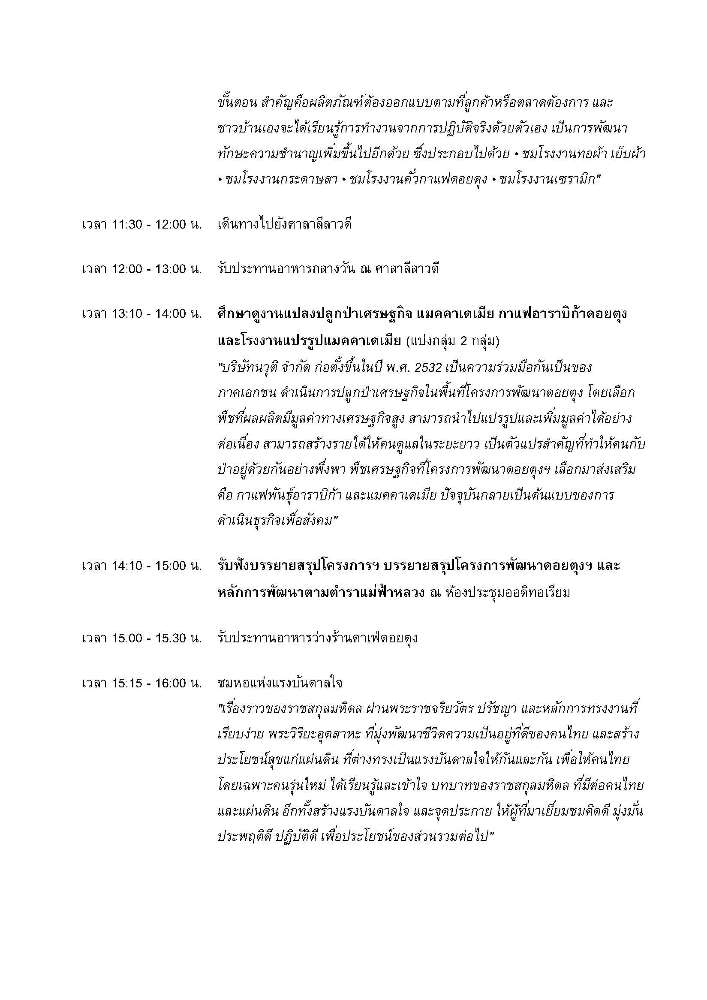 ขั้นตอน สำคัญคือผลิตภัณฑ์ต้องออกแบบตามที่ลูกค้าหรือตลาดต้องการ และ
ชาวบ้านเองจะได้เรียนรู้การทำงานจากการปฏิบัติจริงด้วยตัวเอง เป็นการพัฒนา
ทักษะความชำนาญเพิ่มขึ้นไปอีกด้วย ซึ่งประกอบไปด้วย • ชมโรงงานทอผ้า เย็บผ้า
• ชมโรงงานกระดาษสา • ชมโรงงานคั่วกาแฟดอยตุง • ชมโรงงานเซรามิก"
เวลา 11:30 - 12:00 น. เดินทางไปยังศาลาลีลาวดี
เวลา 12:00 - 13:00 น. รับประทานอาหารกลางวัน ณ ศาลาลีลาวดี
เวลา 13:10 - 14:00 น. ศึกษาดูงานแปลงปลูกป่าเศรษฐกิจ แมคคาเดเมีย กาแฟอาราบิก้าดอยตุง
และโรงงานแปรรูปแมคคาเดเมีย (แบ่งกลุ่ม 2 กลุ่ม)
"บริษัทนวุติ จำกัด ก่อตั้งขึ้นในปี พ.ศ. 2532 เป็นความร่วมมือกันเป็นของ
ภาคเอกชน ดำเนินการปลูกป่าเศรษฐกิจในพื้นที่โครงการพัฒนาดอยตุง โดยเลือก
พืชที่ผลผลิตมีมูลค่าทางเศรษฐกิจสูง สามารถนำไปแปรรูปและเพิ่มมูลค่าได้อย่าง
ต่อเนื่อง สามารถสร้างรายได้ให้คนดูแลในระยะยาว เป็นตัวแปรสำคัญที่ทำให้คนกับ
ป่าอยู่ด้วยกันอย่างพึ่งพา พืชเศรษฐกิจที่โครงการพัฒนาดอยตุงฯ เลือกมาส่งเสริม
คือ กาแฟพันธุ์อาราบิก้า และแมคคาเดเมีย ปัจจุบันกลายเป็นต้นแบบของการ
ดำเนินธุรกิจเพื่อสังคม"
เวลา 14:10 - 15:00 น. รับฟังบรรยายสรุปโครงการฯ บรรยายสรุปโครงการพัฒนาดอยตุงฯ และ
หลักการพัฒนาตามตำราแม่ฟ้าหลวง ณ ห้องประชุมออดิทอเรียม
เวลา 15.00 - 15.30 น. รับประทานอาหารว่างร้านคาเฟ่ดอยตุง
เวลา 15:15 - 16:00 น. ชมหอแห่งแรงบันดาลใจ
"เรื่องราวของราชสกุลมหิดล ผ่านพระราชจริยวัตร ปรัชญา และหลักการทรงงานที่
เรียบง่าย พระวิริยะอุตสาหะ ที่มุ่งพัฒนาชีวิตความเป็นอยู่ที่ดีของคนไทย และสร้าง
ประโยชน์สุขแก่แผ่นดิน ที่ต่างทรงเป็นแรงบันดาลใจให้กันและกัน เพื่อให้คนไทย
โดยเฉพาะคนรุ่นใหม่ ได้เรียนรู้และเข้าใจ บทบาทของราชสกุลมหิดล ที่มีต่อคนไทย
และแผ่นดิน อีกทั้งสร้างแรงบันดาลใจ และจุดประกาย ให้ผู้ที่มาเยี่ยมชมคิดดี มุ่งมั่น
ประพฤติดี ปฏิบัติดี เพื่อประโยชน์ของส่วนรวมต่อไป"